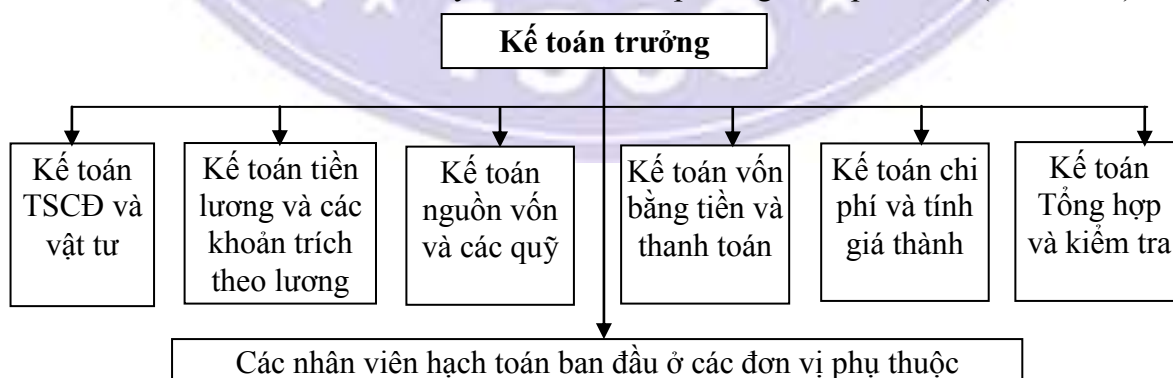 Kế toán trưởng
Kế toán
TSCĐ và
vật tư
Kế toán tiền
lương và các
khoản trích
theo lương
Kế toán
nguồn vốn
và các quỹ
Kế toán vốn
bằng tiền và
thanh toán
Kế toán chi
phí và tính
giá thành
Kế toán
Tổng hợp
và kiểm tra
Các nhân viên hạch toán ban đầu ở các đơn vị phụ thuộc